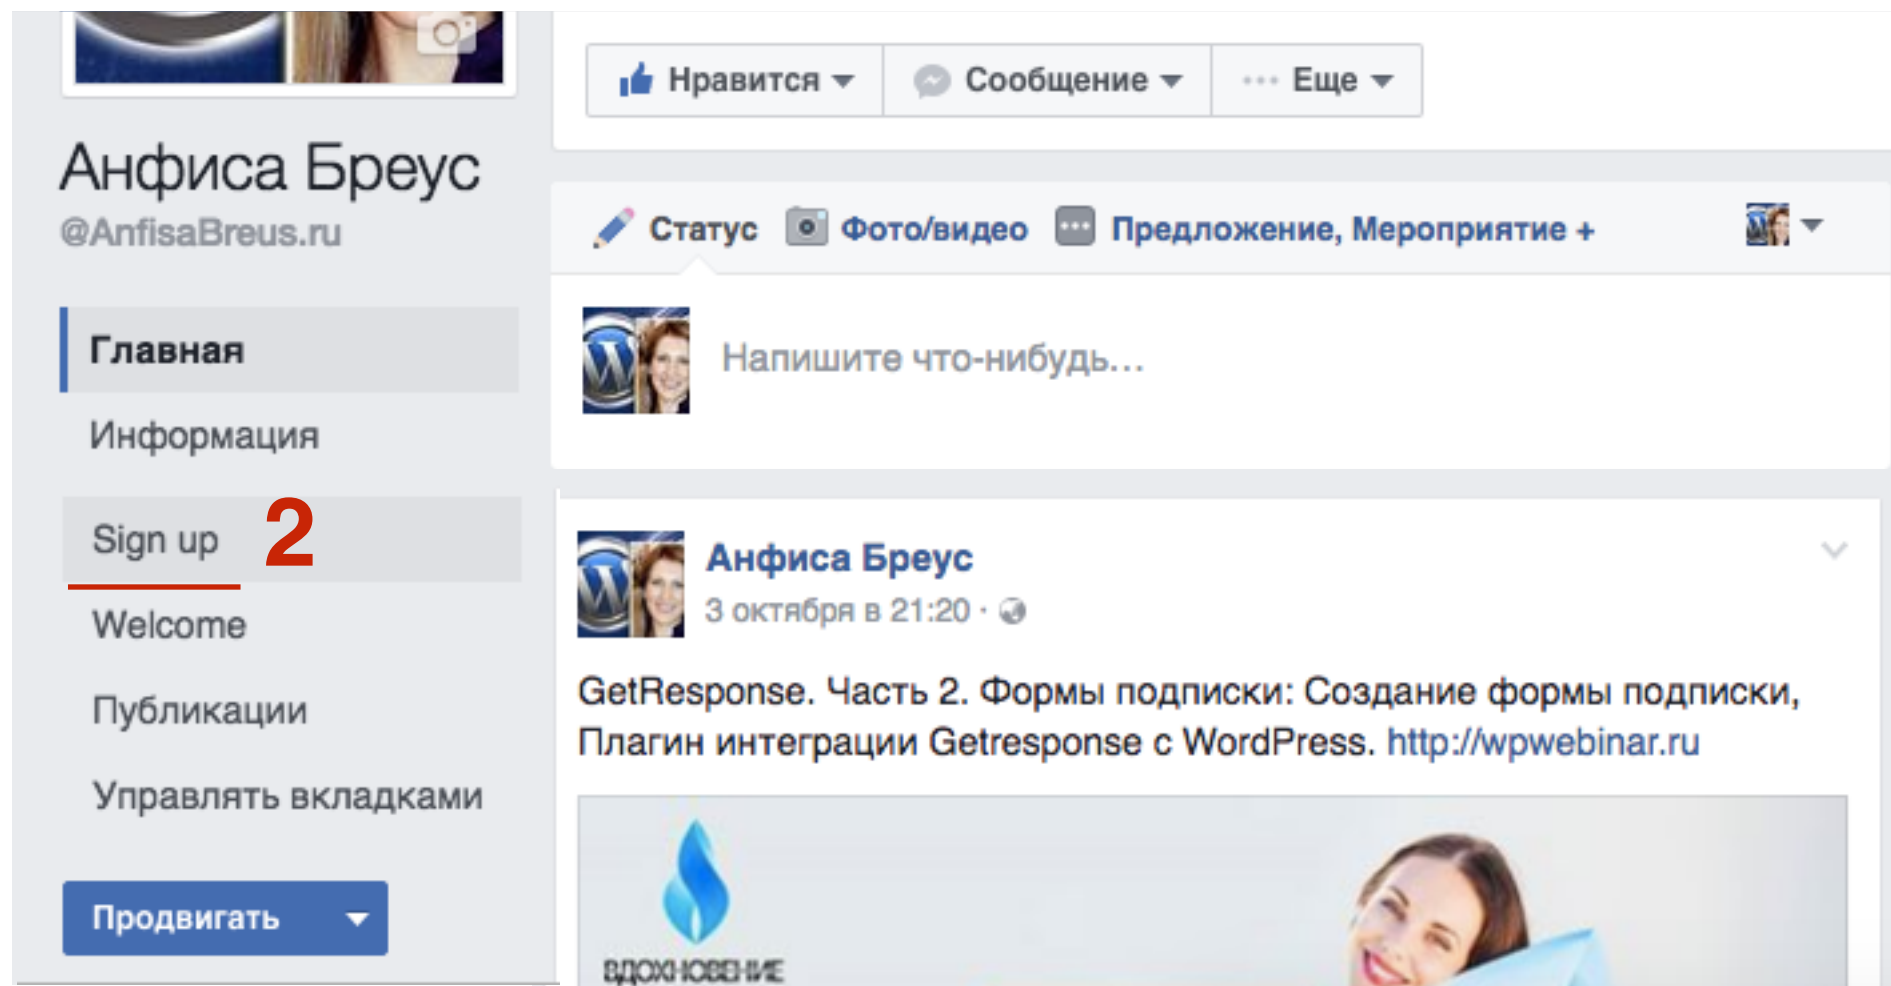 Нравится
Сообщение
Еще
Анфиса Бреус
@AnfisaBreus.ru
Статус
Фото/видео
Предложение, Мероприятие +
Главная
Напишите что-нибудь...
Информация
Sign up 2
Welcome
Публикации
Управлять вкладками
Продвигать
Анфиса Бреус
3 октября в 21:20 ·
GetResponse. Часть 2. Формы подписки: Создание формы подписки,
Плагин интеграции Getresponse с WordPress. http://wpwebinar.ru
ВДОХНОВЕНИЕ